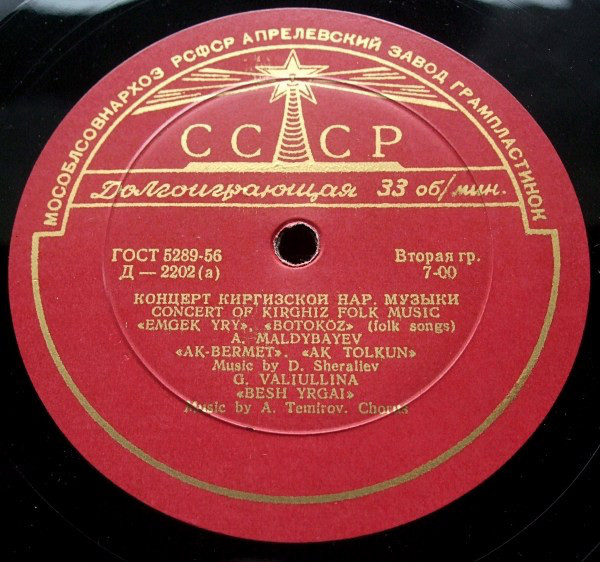 МОСОБЛСОВНАРХОЗ РСФСР АПРЕЛЕВСКИЙ ЗАВОД ГРАМПЛАСТИНОК
СССР
Долгоиграющая 33 об/мин.
ГОСТ 5289-56
Д — 2202 (а)
Вторая гр.
7-00
КОНЦЕРТ КИРГИЗСКОЙ НАР. МУЗЫКИ
CONCERT OF KIRGHIZ FOLK MUSIC
«EMGEK YRY», «BOTOKÖZ» (folk songs)
A. MALDYBAYEV
«AK-BERMET». «AK TOLKUN»
Music by D. Sheraliev
G. VALIULLINA
«BESH YRGAI»
Music by A. Temirov. Chorus